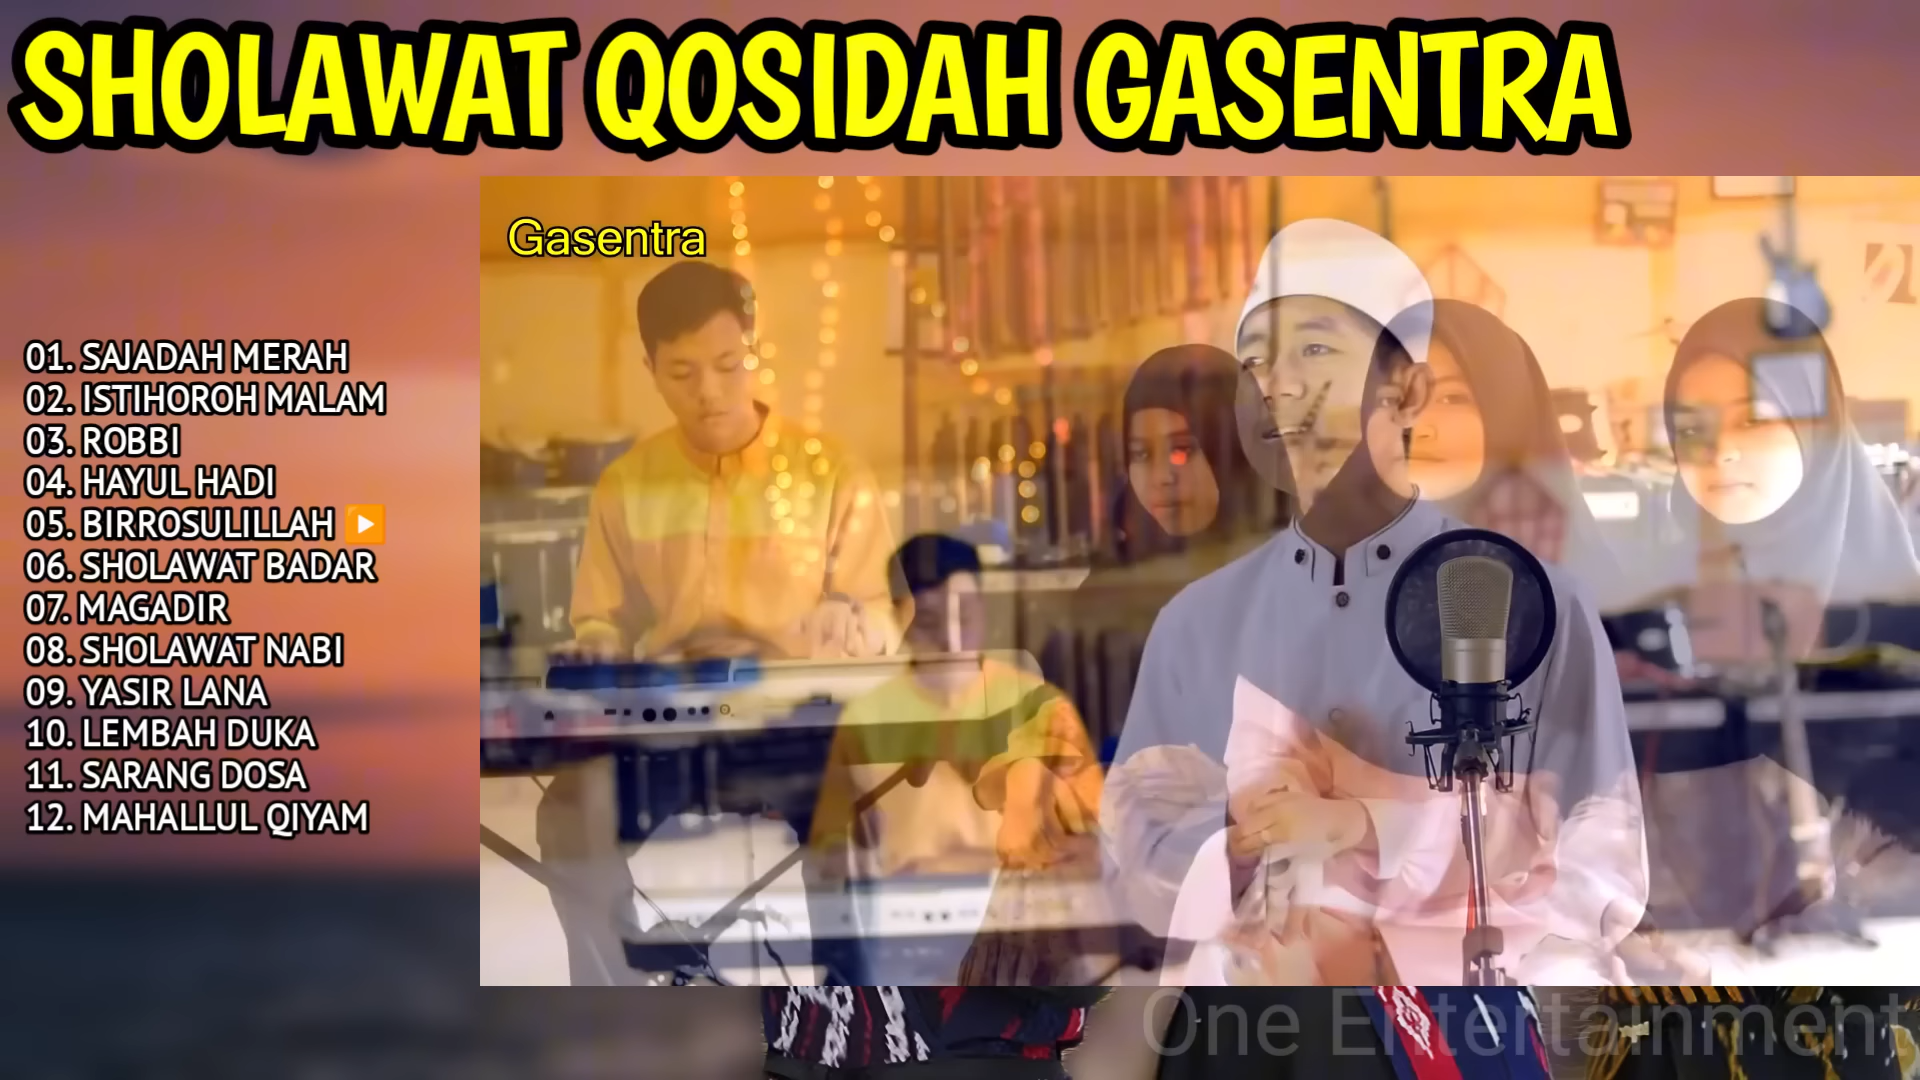 SHOLAWAT QOSIDAH GASENTRA
Gasentra
01. SAJADAH MERAH
02. ISTIHOROH MALAM
03. ROBBI
04. HAYUL HADI
05. BIRROSULILLAH ▶️
06. SHOLAWAT BADAR
07. MAGADIR
08. SHOLAWAT NABI
09. YASIR LANA
10. LEMBAH DUKA
11. SARANG DOSA
12. MAHALLUL QIYAM
One Entertainment